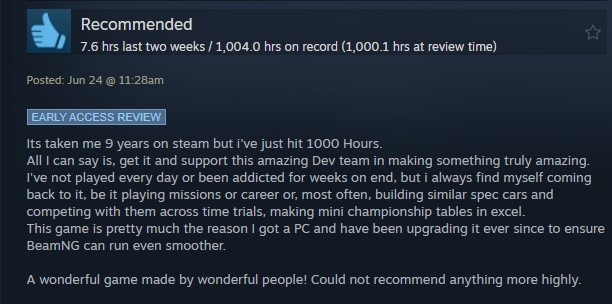 Recommended
7.6 hrs last two weeks / 1,004.0 hrs on record (1,000.1 hrs at review time)
Posted: Jun 24 @ 11:28am
EARLY ACCESS REVIEW
Its taken me 9 years on steam but i've just hit 1000 Hours.
All I can say is, get it and support this amazing Dev team in making something truly amazing.
I've not played every day or been addicted for weeks on end, but i always find myself coming
back to it, be it playing missions or career or, most often, building similar spec cars and
competing with them across time trials, making mini championship tables in excel.
This game is pretty much the reason I got a PC and have been upgrading it ever since to ensure
BeamNG can run even smoother.
A wonderful game made by wonderful people! Could not recommend anything more highly.